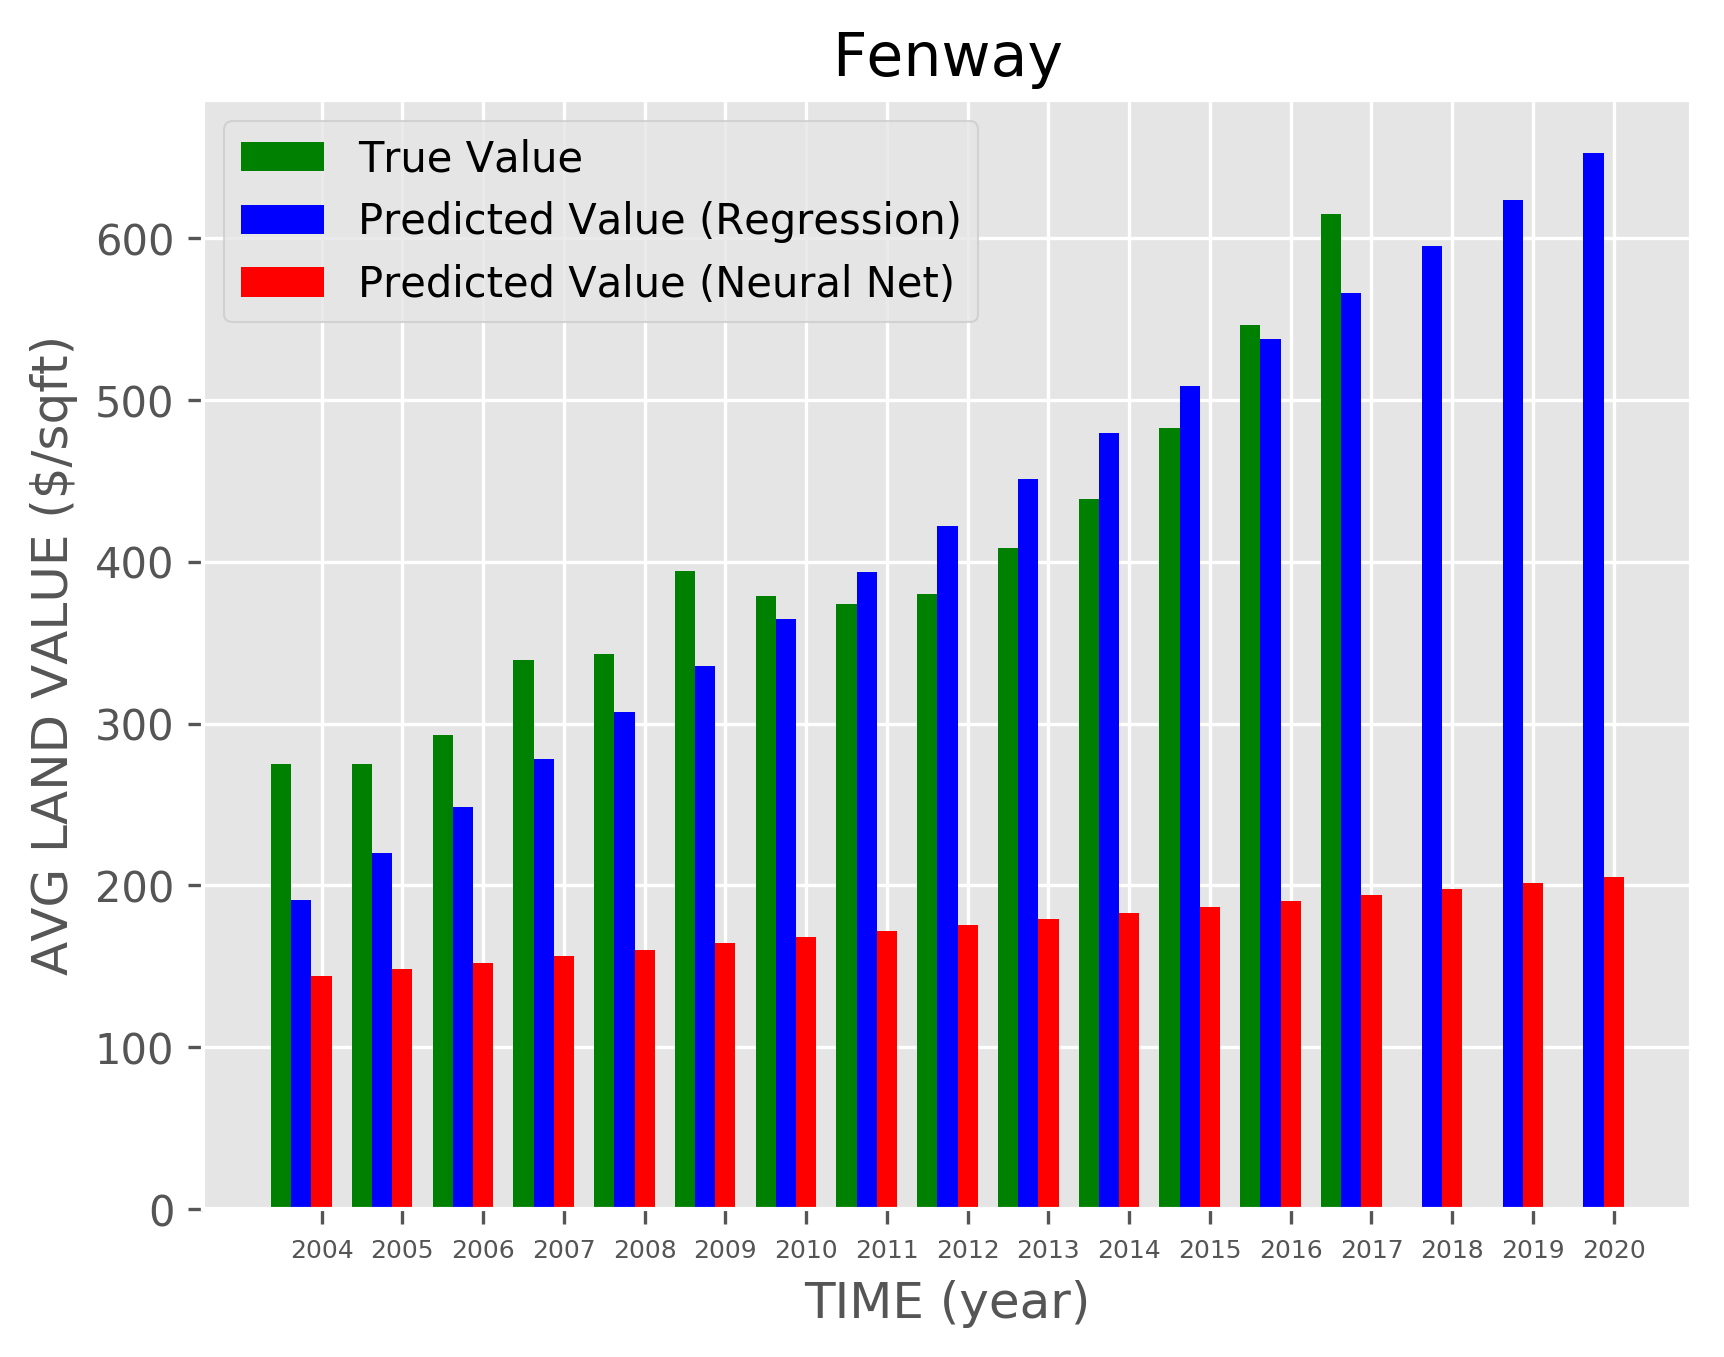 Fenway
True Value
Predicted Value (Regression)
Predicted Value (Neural Net)
AVG LAND VALUE ($/sqft)
600
500
400
300
200
100
0
2004 2005 2006 2007 2008 2009 2010 2011 2012 2013 2014 2015 2016 2017 2018 2019 2020
TIME (year)